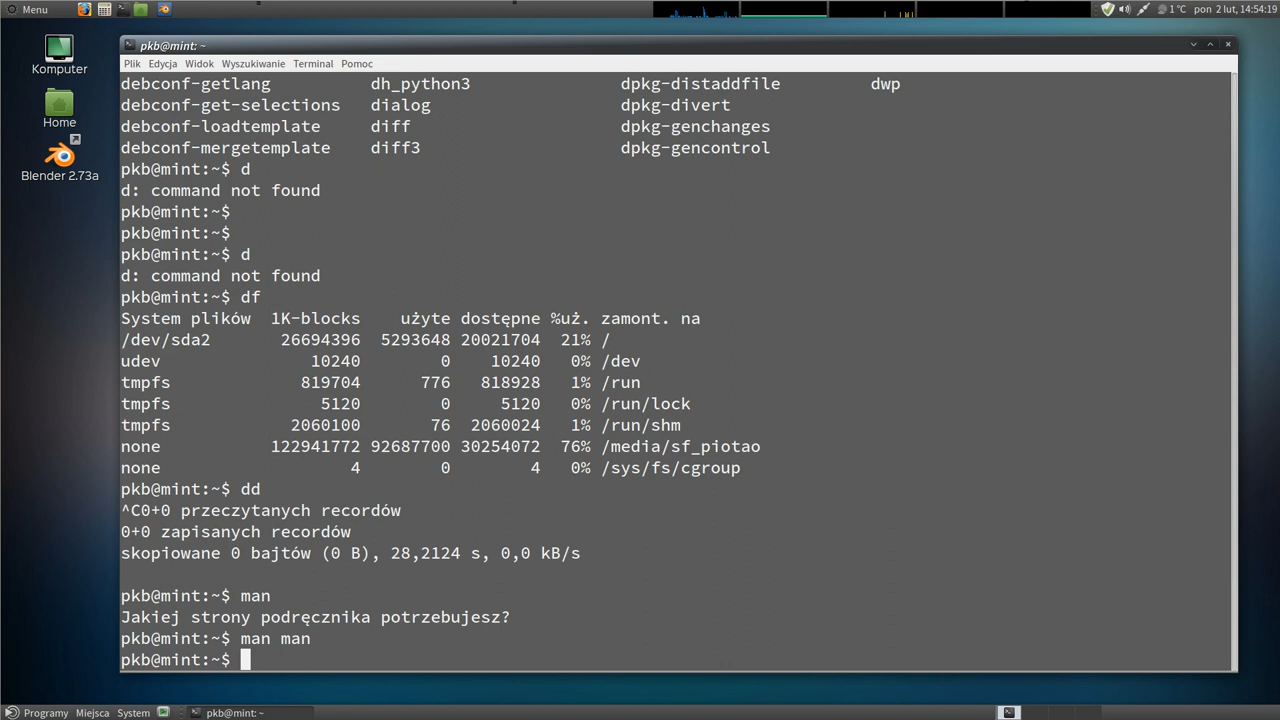 Menu
1 °C pon 2 lut, 14:54:19
Komputer
Home
Blender 2.73a
pkb@mint: ~
Plik Edycja Widok Wyszukiwanie Terminal Pomoc
debconf-getlang dh_python3 dpkg-distaddfile dwp
debconf-get-selections dialog dpkg-divert
debconf-loadtemplate diff dpkg-genchanges
debconf-mergetemplate diff3 dpkg-gencontrol
pkb@mint:~$ d
d: command not found
pkb@mint:~$
pkb@mint:~$
pkb@mint:~$ d
d: command not found
pkb@mint:~$ df
System plików 1K-blocks użyte dostępne %uż. zamont. na
/dev/sda2 26694396 5293648 20021704 21% /
udev 10240 0 10240 0% /dev
tmpfs 819704 776 818928 1% /run
tmpfs 5120 0 5120 0% /run/lock
tmpfs 2060100 76 2060024 1% /run/shm
none 122941772 92687700 30254072 76% /media/sf_piotao
none 4 0 4 0% /sys/fs/cgroup
pkb@mint:~$ dd
^C0+0 przeczytanych recordów
0+0 zapisanych recordów
skopiowane 0 bajtów (0 B), 28,2124 s, 0,0 kB/s
pkb@mint:~$ man
Jakiej strony podręcznika potrzebujesz?
pkb@mint:~$ man man
pkb@mint:~$
Programy Miejsca System pkb@mint: ~